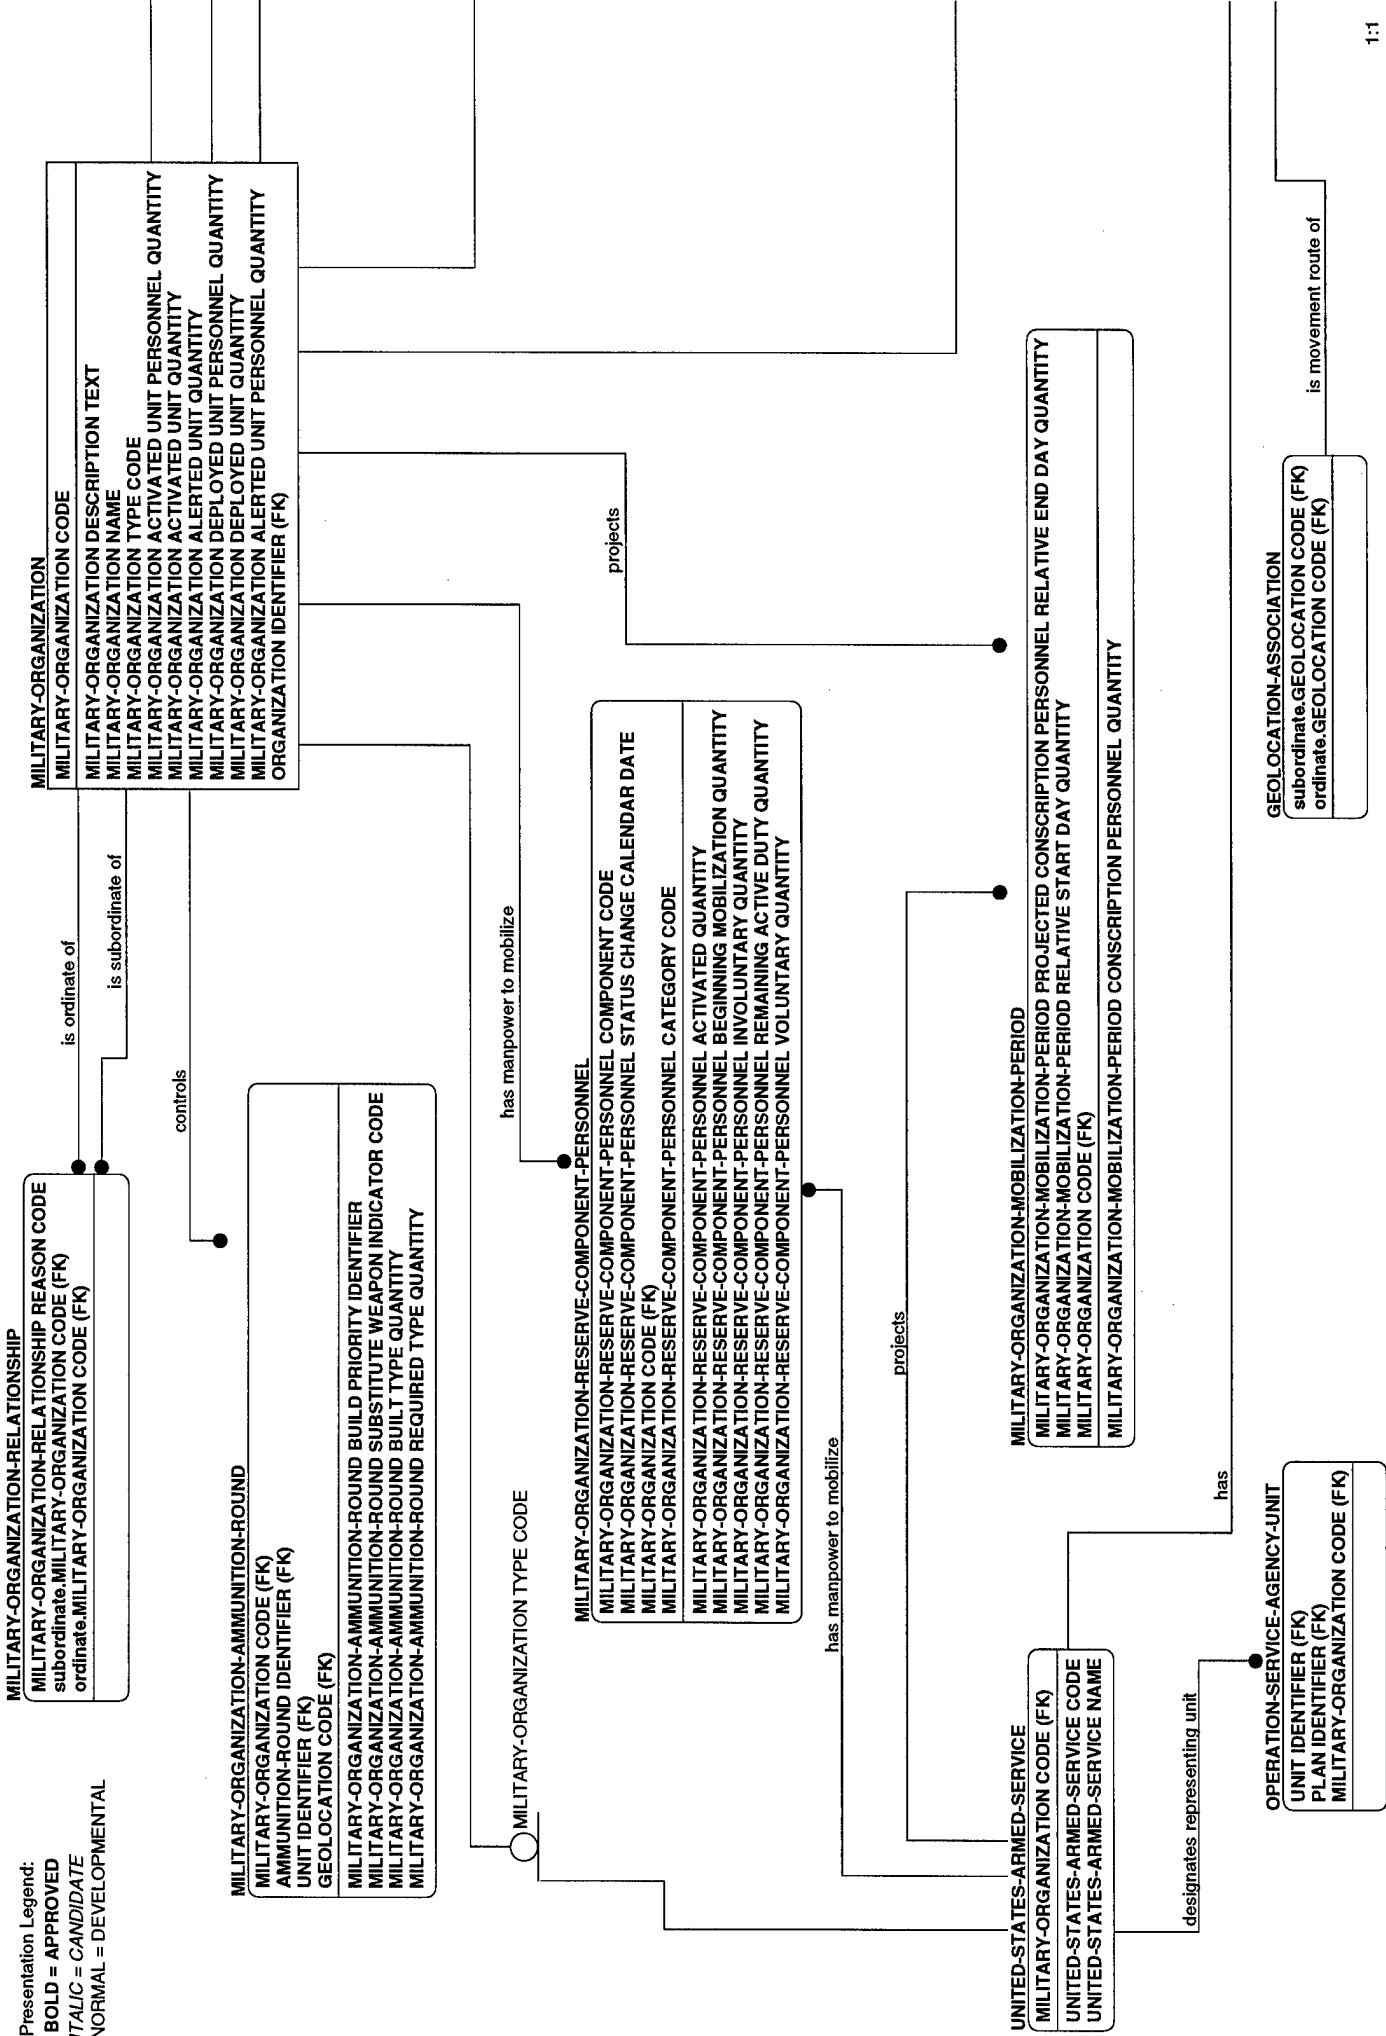 Presentation Legend:
BOLD = APPROVED
ITALIC = CANDIDATE
NORMAL = DEVELOPMENTAL
MILITARY-ORGANIZATION-RELATIONSHIP
MILITARY-ORGANIZATION-RELATIONSHIP REASON CODE
subordinate.MILITARY-ORGANIZATION CODE (FK)
ordinate.MILITARY-ORGANIZATION CODE (FK)
is ordinate of
is subordinate of
MILITARY-ORGANIZATION
MILITARY-ORGANIZATION CODE
MILITARY-ORGANIZATION DESCRIPTION TEXT
MILITARY-ORGANIZATION NAME
MILITARY-ORGANIZATION TYPE CODE
MILITARY-ORGANIZATION ACTIVATED UNIT PERSONNEL QUANTITY
MILITARY-ORGANIZATION ACTIVATED UNIT QUANTITY
MILITARY-ORGANIZATION ALERTED UNIT QUANTITY
MILITARY-ORGANIZATION DEPLOYED UNIT PERSONNEL QUANTITY
MILITARY-ORGANIZATION DEPLOYED UNIT QUANTITY
MILITARY-ORGANIZATION ALERTED UNIT PERSONNEL QUANTITY
ORGANIZATION IDENTIFIER (FK)
controls
MILITARY-ORGANIZATION-AMMUNITION-ROUND
MILITARY-ORGANIZATION CODE (FK)
AMMUNITION-ROUND IDENTIFIER (FK)
UNIT IDENTIFIER (FK)
GEOLOCATION CODE (FK)
MILITARY-ORGANIZATION-AMMUNITION-ROUND BUILD PRIORITY IDENTIFIER
MILITARY-ORGANIZATION-AMMUNITION-ROUND SUBSTITUTE WEAPON INDICATOR CODE
MILITARY-ORGANIZATION-AMMUNITION-ROUND BUILT TYPE QUANTITY
MILITARY-ORGANIZATION-AMMUNITION-ROUND REQUIRED TYPE QUANTITY
MILITARY-ORGANIZATION TYPE CODE
has manpower to mobilize
MILITARY-ORGANIZATION-RESERVE-COMPONENT-PERSONNEL
MILITARY-ORGANIZATION-RESERVE-COMPONENT-PERSONNEL COMPONENT CODE
MILITARY-ORGANIZATION-RESERVE-COMPONENT-PERSONNEL STATUS CHANGE CALENDAR DATE
MILITARY-ORGANIZATION CODE (FK)
MILITARY-ORGANIZATION-RESERVE-COMPONENT-PERSONNEL CATEGORY CODE
MILITARY-ORGANIZATION-RESERVE-COMPONENT-PERSONNEL ACTIVATED QUANTITY
MILITARY-ORGANIZATION-RESERVE-COMPONENT-PERSONNEL BEGINNING MOBILIZATION QUANTITY
MILITARY-ORGANIZATION-RESERVE-COMPONENT-PERSONNEL INVOLUNTARY QUANTITY
MILITARY-ORGANIZATION-RESERVE-COMPONENT-PERSONNEL REMAINING ACTIVE DUTY QUANTITY
MILITARY-ORGANIZATION-RESERVE-COMPONENT-PERSONNEL VOLUNTARY QUANTITY
projects
has manpower to mobilize
projects
MILITARY-ORGANIZATION-MOBILIZATION-PERIOD
MILITARY-ORGANIZATION-MOBILIZATION-PERIOD PROJECTED CONSCRIPTION PERSONNEL RELATIVE END DAY QUANTITY
MILITARY-ORGANIZATION-MOBILIZATION-PERIOD RELATIVE START DAY QUANTITY
MILITARY-ORGANIZATION CODE (FK)
MILITARY-ORGANIZATION-MOBILIZATION-PERIOD CONSCRIPTION PERSONNEL QUANTITY
UNITED-STATES-ARMED-SERVICE
MILITARY-ORGANIZATION CODE (FK)
UNITED-STATES-ARMED-SERVICE CODE
UNITED-STATES-ARMED-SERVICE NAME
designates representing unit
has
OPERATION-SERVICE-AGENCY-UNIT
UNIT IDENTIFIER (FK)
PLAN IDENTIFIER (FK)
MILITARY-ORGANIZATION CODE (FK)
GEOLOCATION-ASSOCIATION
subordinate.GEOLOCATION CODE (FK)
ordinate.GEOLOCATION CODE (FK)
is movement route of
1:1